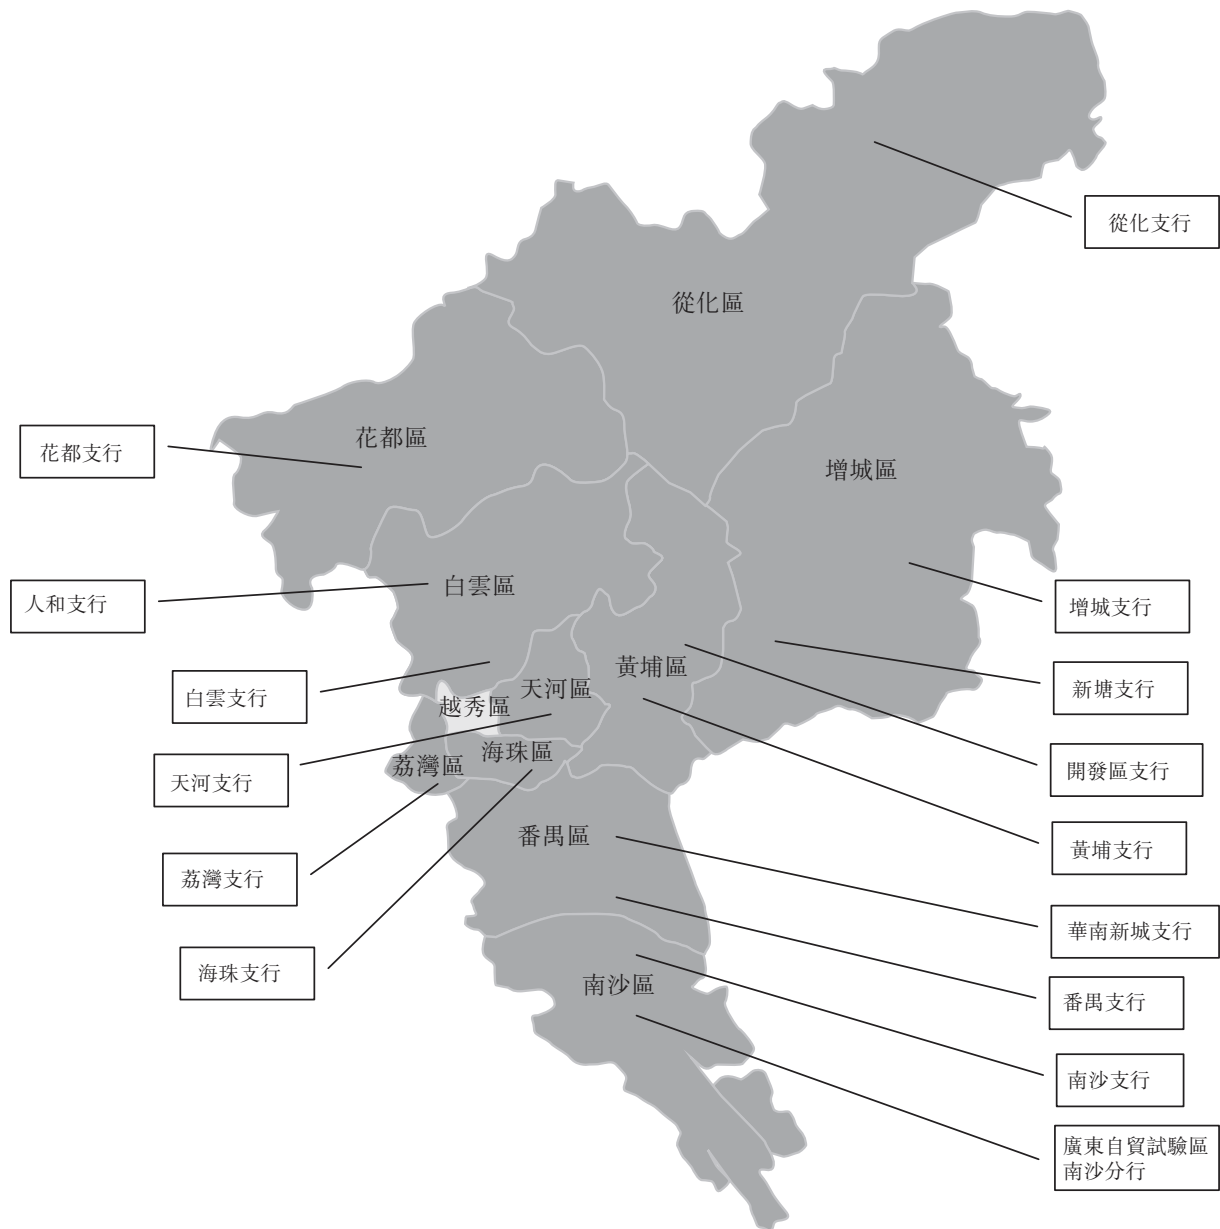 從化支行
從化區
花都區
花都支行
增城區
白雲區
人和支行
增城支行
黃埔區
天河區
新塘支行
白雲支行
越秀區
海珠區
荔灣區
開發區支行
天河支行
番禺區
黃埔支行
荔灣支行
華南新城支行
海珠支行
南沙區
番禺支行
南沙支行
廣東自貿試驗區
南沙分行